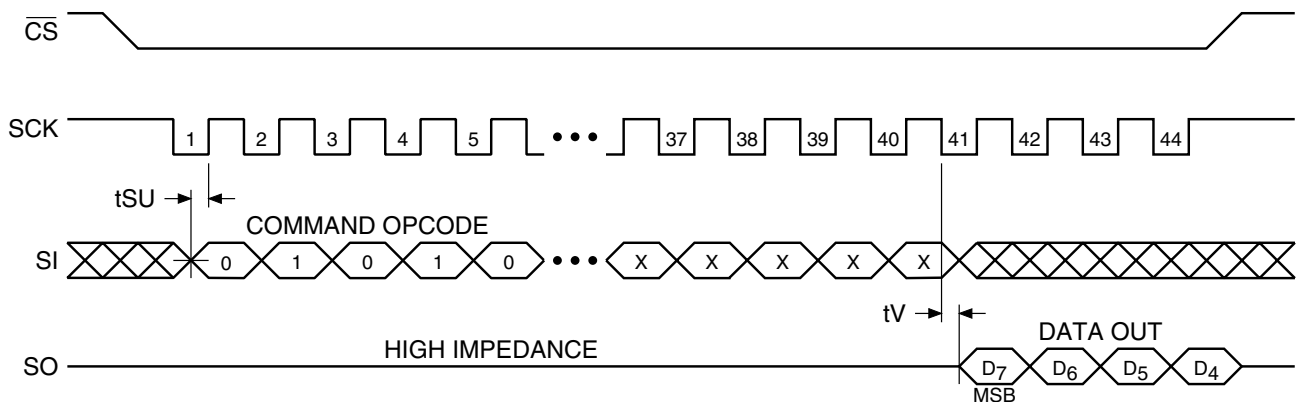 CS
SCK 1 2 3 4 5 ••• 37 38 39 40 41 42 43 44
tSU
COMMAND OPCODE
SI 0 1 0 1 0 ••• X X X X X
tV
DATA OUT
HIGH IMPEDANCE
SO D7 D6 D5 D4
MSB